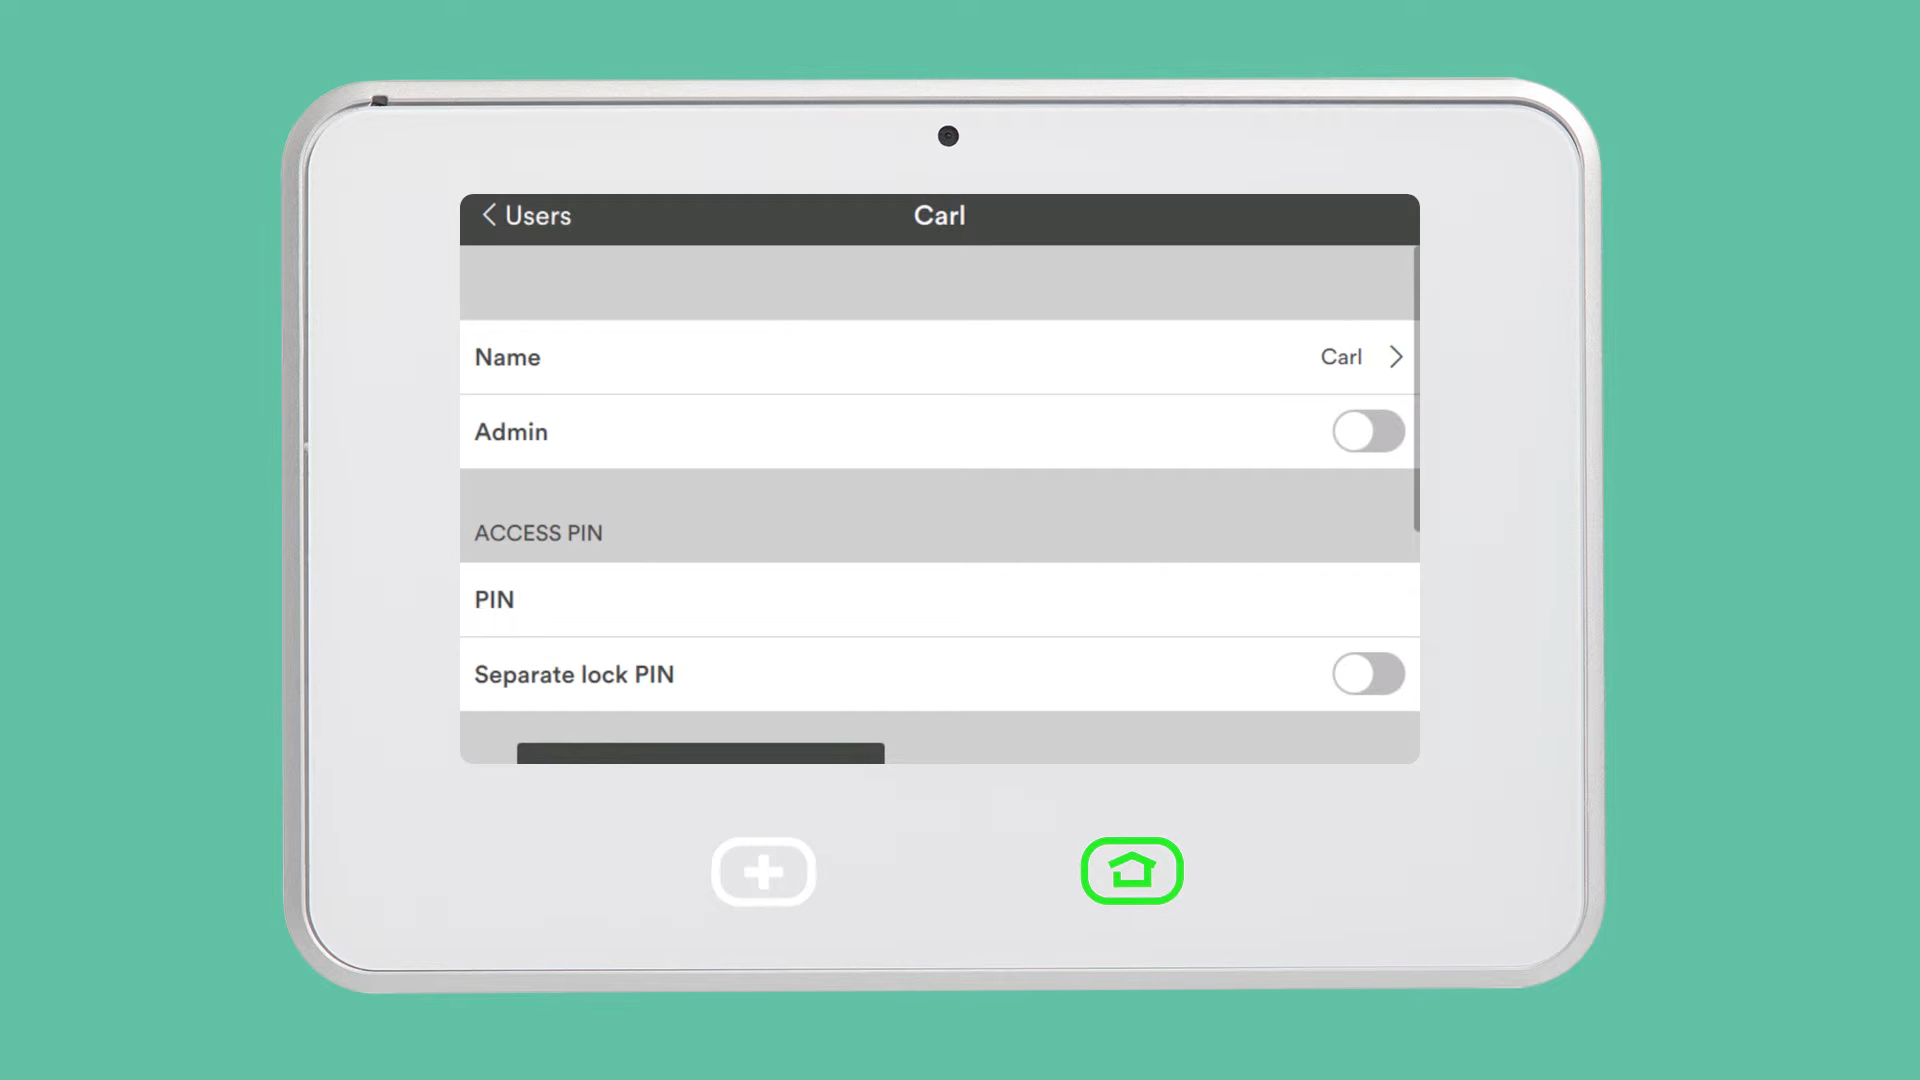 Users
Carl
Name
Carl
Admin
ACCESS PIN
PIN
Separate lock PIN